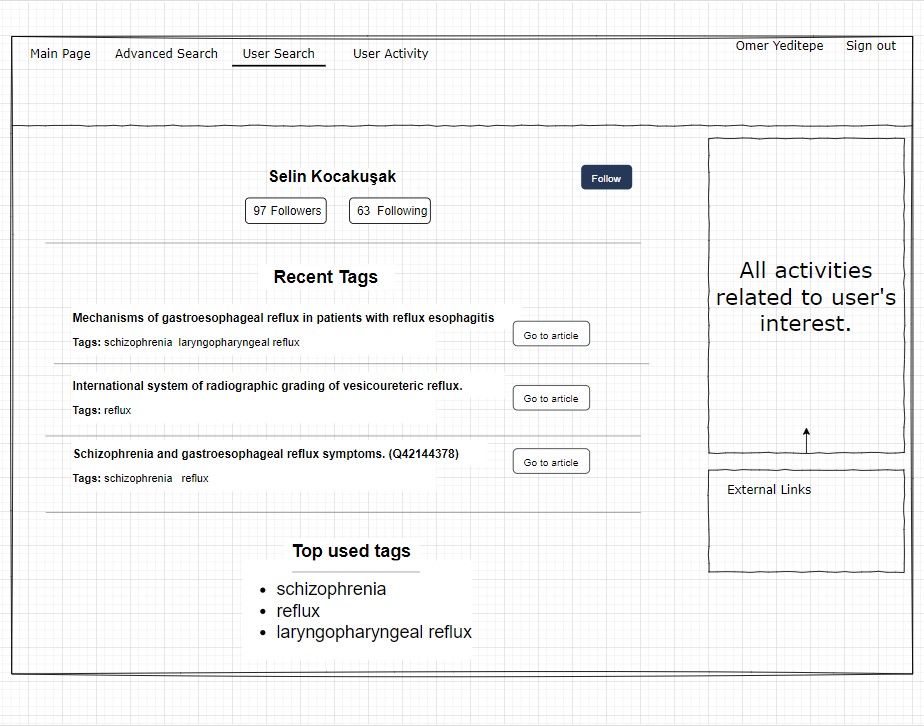 Main Page Advanced Search User Search User Activity Omer Yeditepe Sign out
Selin Kocakuşak
Follow
97 Followers 63 Following
Recent Tags
Mechanisms of gastroesophageal reflux in patients with reflux esophagitis
Tags: schizophrenia laryngopharyngeal reflux
Go to article
International system of radiographic grading of vesicoureteric reflux.
Tags: reflux
Go to article
Schizophrenia and gastroesophageal reflux symptoms. (Q42144378)
Tags: schizophrenia reflux
Go to article
Top used tags
• schizophrenia
• reflux
• laryngopharyngeal reflux
All activities
related to user's
interest.
External Links